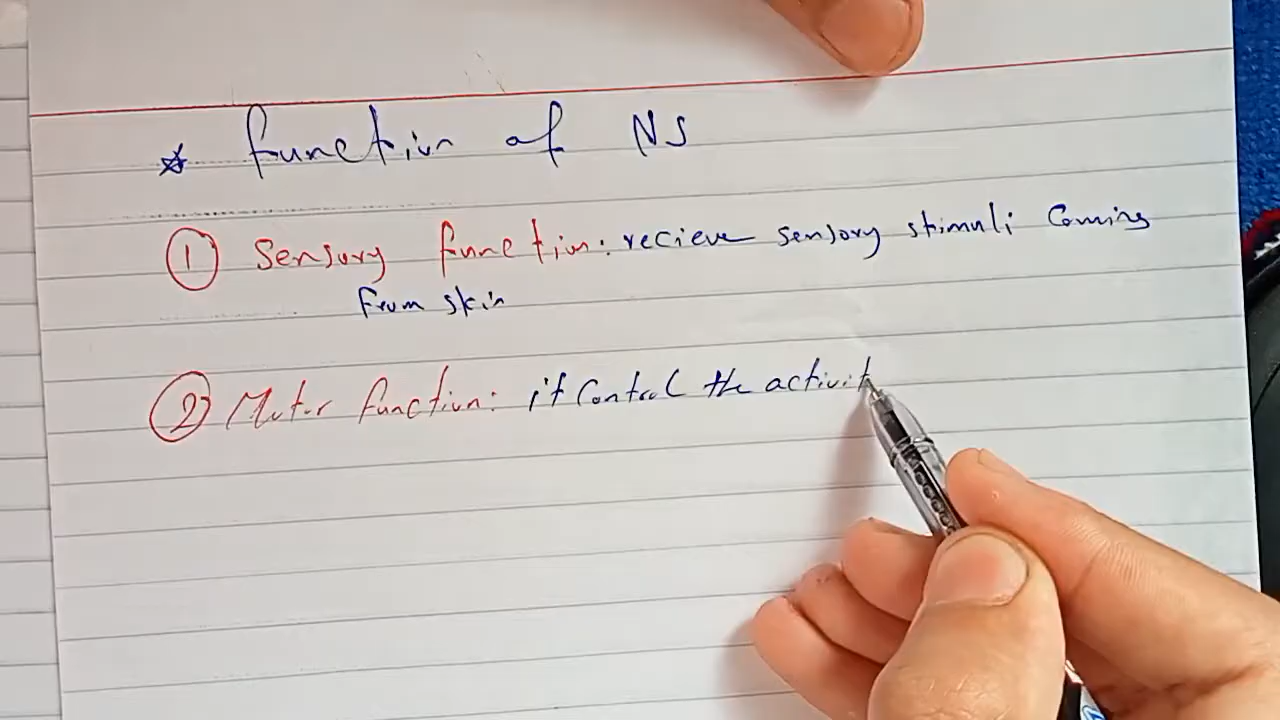 ☆ function of NS
① Sensory function: recieve sensory stimuli coming
from skin
② Motor function: it control the activit